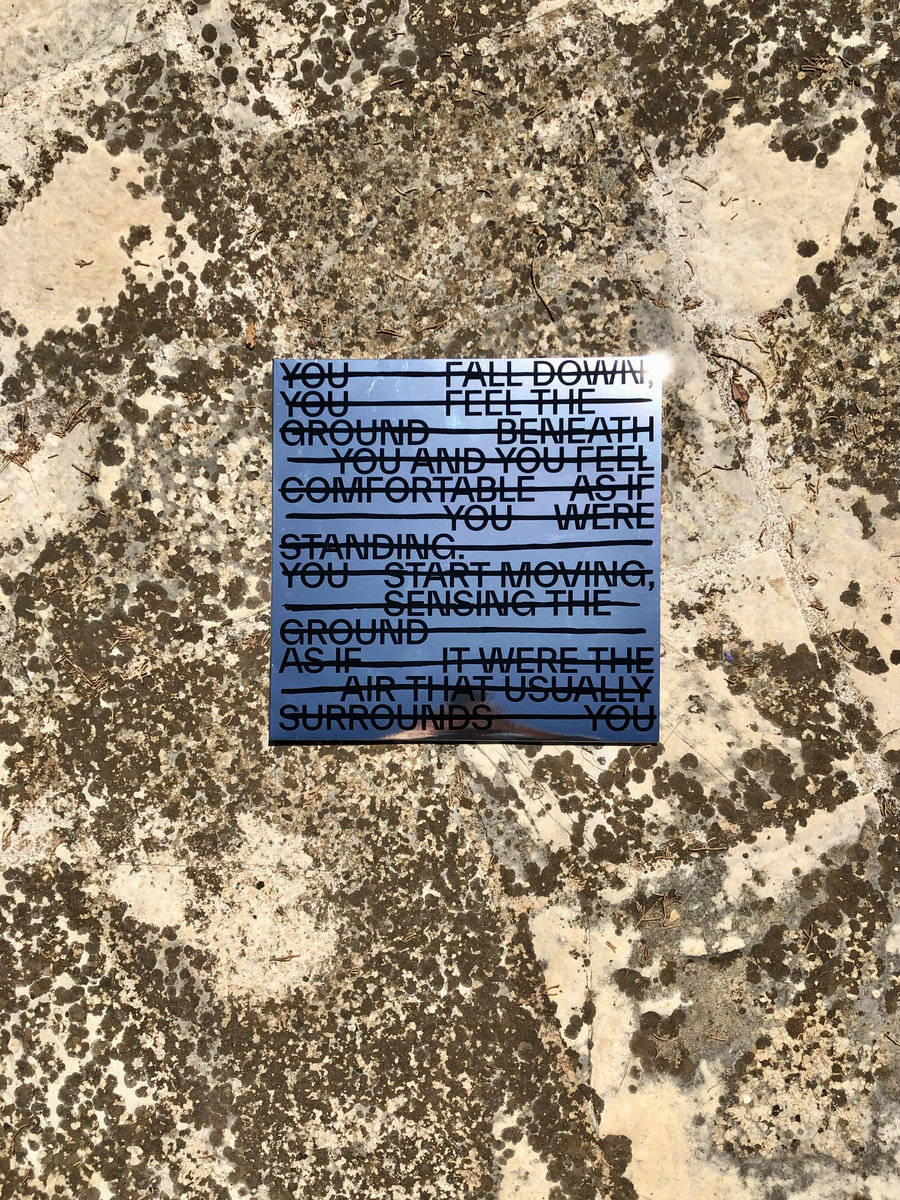 YOU FALL DOWN,
YOU FEEL THE
GROUND BENEATH
YOU AND YOU FEEL
COMFORTABLE AS IF
YOU WERE
STANDING.
YOU START MOVING,
SENSING THE
GROUND
AS IF IT WERE THE
AIR THAT USUALLY
SURROUNDS YOU